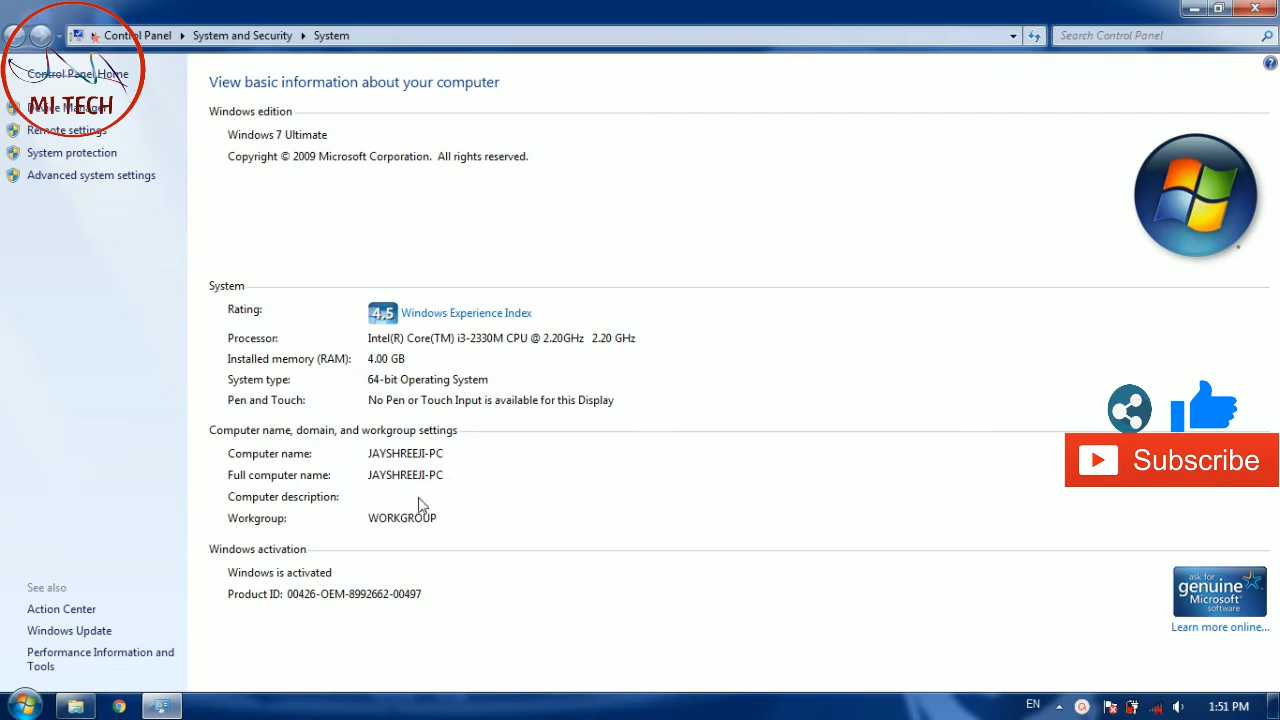 Control Panel ▸ System and Security ▸ System
Search Control Panel
Control Panel Home
MI TECH
Device Manager
Remote settings
System protection
Advanced system settings
View basic information about your computer
Windows edition
Windows 7 Ultimate
Copyright © 2009 Microsoft Corporation. All rights reserved.
System
Rating: 4.5 Windows Experience Index
Processor: Intel(R) Core(TM) i3-2330M CPU @ 2.20GHz 2.20 GHz
Installed memory (RAM): 4.00 GB
System type: 64-bit Operating System
Pen and Touch: No Pen or Touch Input is available for this Display
Computer name, domain, and workgroup settings
Computer name: JAYSHREEJI-PC
Full computer name: JAYSHREEJI-PC
Computer description:
Workgroup: WORKGROUP
Subscribe
Windows activation
Windows is activated
Product ID: 00426-OEM-8992662-00497
ask for
genuine
Microsoft
software
Learn more online...
See also
Action Center
Windows Update
Performance Information and
Tools
EN
1:51 PM